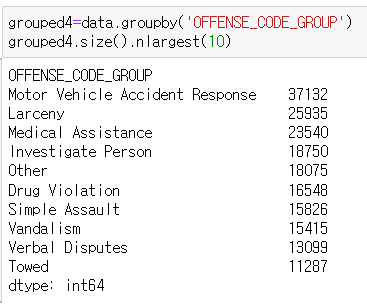 grouped4=data.groupby('OFFENSE_CODE_GROUP')
grouped4.size().nlargest(10)
OFFENSE_CODE_GROUP
Motor Vehicle Accident Response    37132
Larceny                            25935
Medical Assistance                 23540
Investigate Person                 18750
Other                              18075
Drug Violation                     16548
Simple Assault                     15826
Vandalism                          15415
Verbal Disputes                    13099
Towed                              11287
dtype: int64